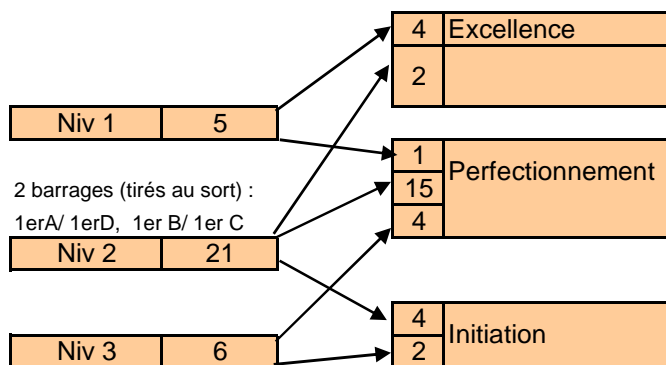 4 Excellence
2
Niv 1 5
1
Perfectionnement
15
4
2 barrages (tirés au sort) :
1erA/ 1erD, 1er B/ 1er C
Niv 2 21
4
Initiation
2
Niv 3 6